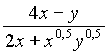 4x − y
2x + x^{0,5} y^{0,5}